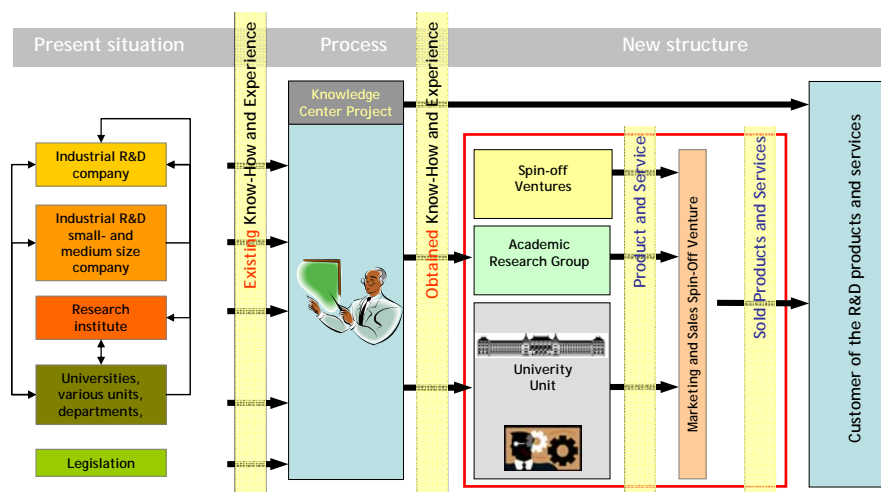 Present situation
Process
New structure
Industrial R&D
company
Industrial R&D
small- and
medium size
company
Research
institute
Universities,
various units,
departments,
Legislation
Existing Know-How and Experience
Knowledge
Center Project
Obtained Know-How and Experience
Spin-off
Ventures
Academic
Research Group
Univerity
Unit
Product and Service
Marketing and Sales Spin-Off Venture
Sold Products and Services
Customer of the R&D products and services